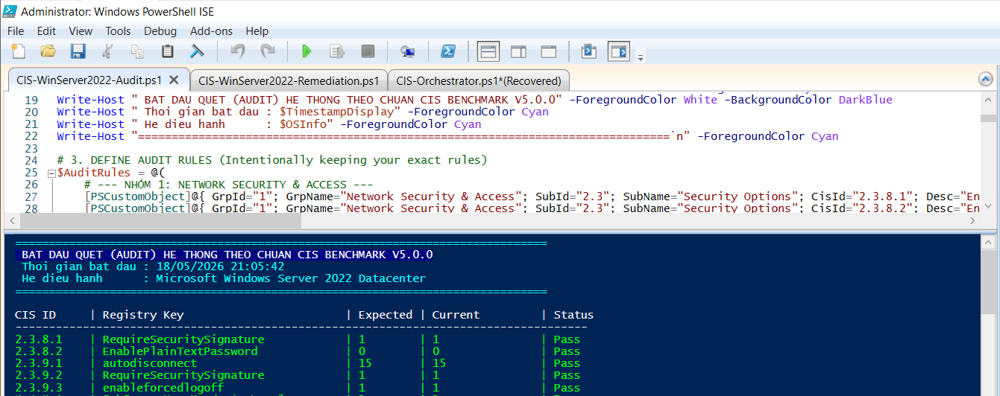 Administrator: Windows PowerShell ISE
File Edit View Tools Debug Add-ons Help
CIS-WinServer2022-Audit.ps1 CIS-WinServer2022-Remediation.ps1 CIS-Orchestrator.ps1*(Recovered)
19 Write-Host " BAT DAU QUET (AUDIT) HE THONG THEO CHUAN CIS BENCHMARK V5.0.0" -ForegroundColor White -BackgroundColor DarkBlue
20 Write-Host " Thoi gian bat dau : $TimestampDisplay" -ForegroundColor Cyan
21 Write-Host " He dieu hanh : $OSInfo" -ForegroundColor Cyan
22 Write-Host "===============================================================================`n" -ForegroundColor Cyan
23
24 # 3. DEFINE AUDIT RULES (Intentionally keeping your exact rules)
25 $AuditRules = @(
26 # --- NHÓM 1: NETWORK SECURITY & ACCESS ---
27 [PSCustomObject]@{ GrpId="1"; GrpName="Network Security & Access"; SubId="2.3"; SubName="Security Options"; CisId="2.3.8.1"; Desc="En
28 [PSCustomObject]@{ GrpId="1"; GrpName="Network Security & Access"; SubId="2.3"; SubName="Security Options"; CisId="2.3.8.2"; Desc="En
===============================================================================
BAT DAU QUET (AUDIT) HE THONG THEO CHUAN CIS BENCHMARK V5.0.0
Thoi gian bat dau : 18/05/2026 21:05:42
He dieu hanh : Microsoft Windows Server 2022 Datacenter
===============================================================================
CIS ID | Registry Key | Expected | Current | Status
-------------------------------------------------------------------------------------
2.3.8.1 | RequireSecuritySignature | 1 | 1 | Pass
2.3.8.2 | EnablePlainTextPassword | 0 | 0 | Pass
2.3.9.1 | autodisconnect | 15 | 15 | Pass
2.3.9.2 | RequireSecuritySignature | 1 | 1 | Pass
2.3.9.3 | enableforcedlogoff | 1 | 1 | Pass